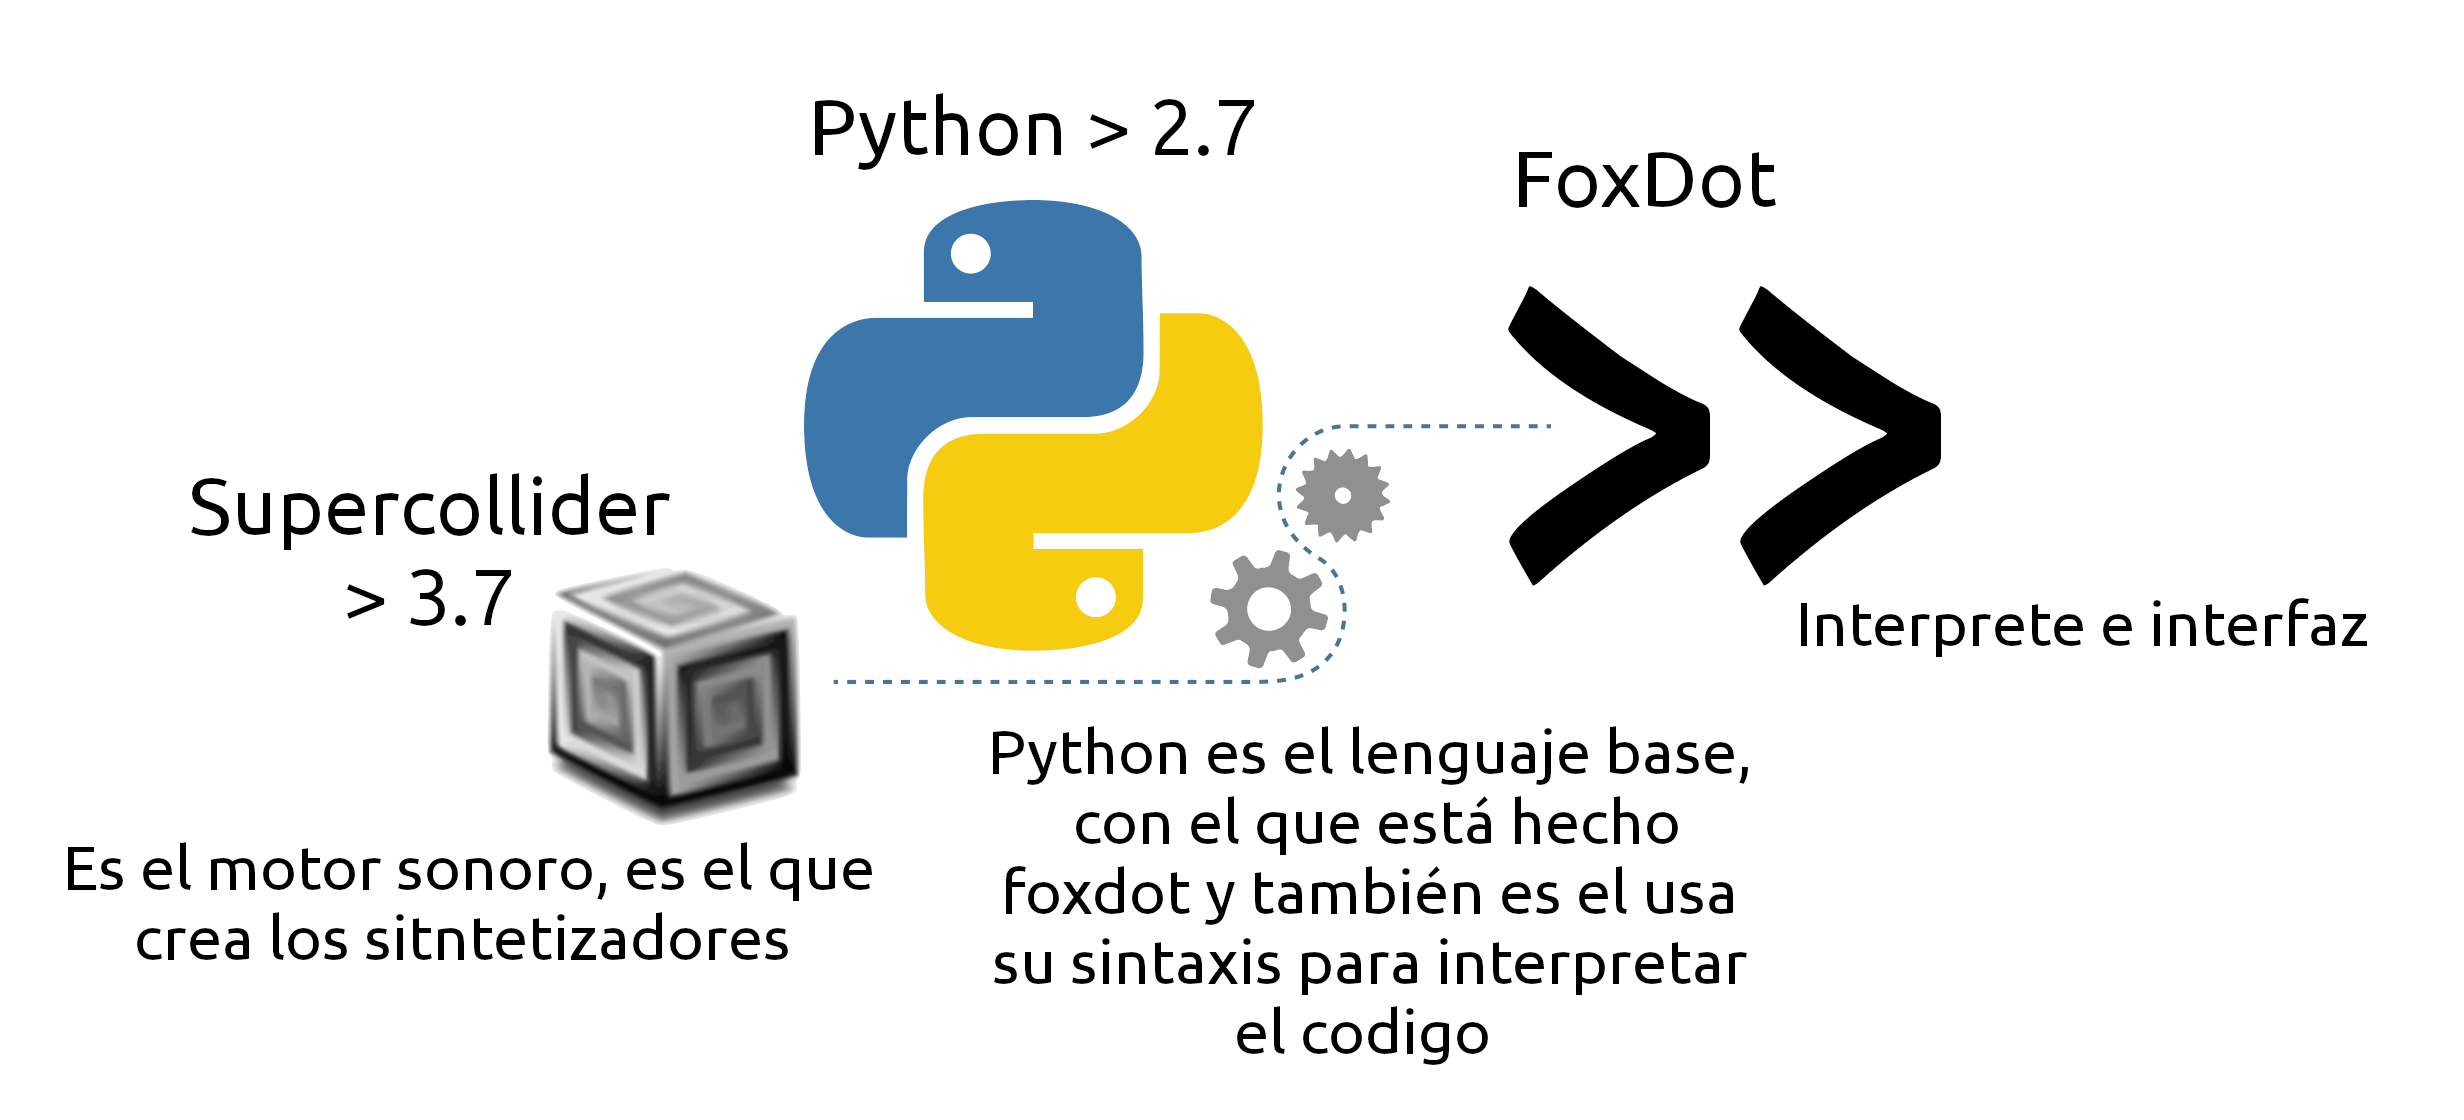 Python > 2.7
FoxDot
Supercollider
> 3.7
Interprete e interfaz
Python es el lenguaje base,
con el que está hecho
foxdot y también es el usa
su sintaxis para interpretar
el codigo
Es el motor sonoro, es el que
crea los sitntetizadores